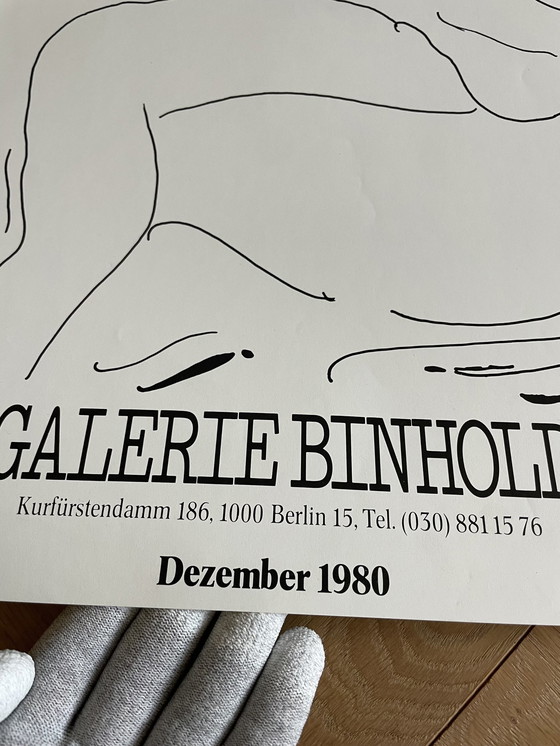 GALERIE BINHOLD
Kurfürstendamm 186, 1000 Berlin 15, Tel. (030) 881 15 76
Dezember 1980